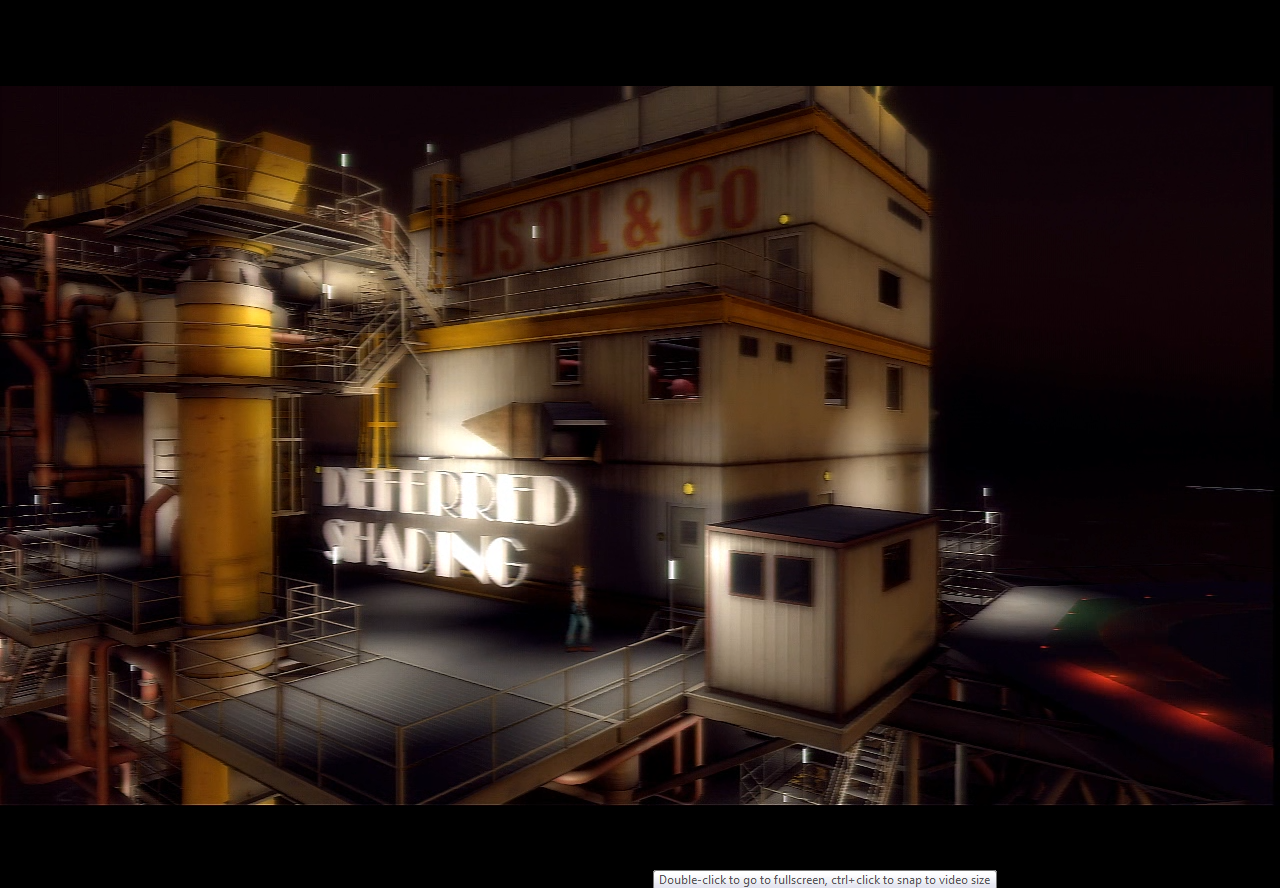 DS OIL & Co
DEFERRED
SHADING
Double-click to go to fullscreen, ctrl+click to snap to video size